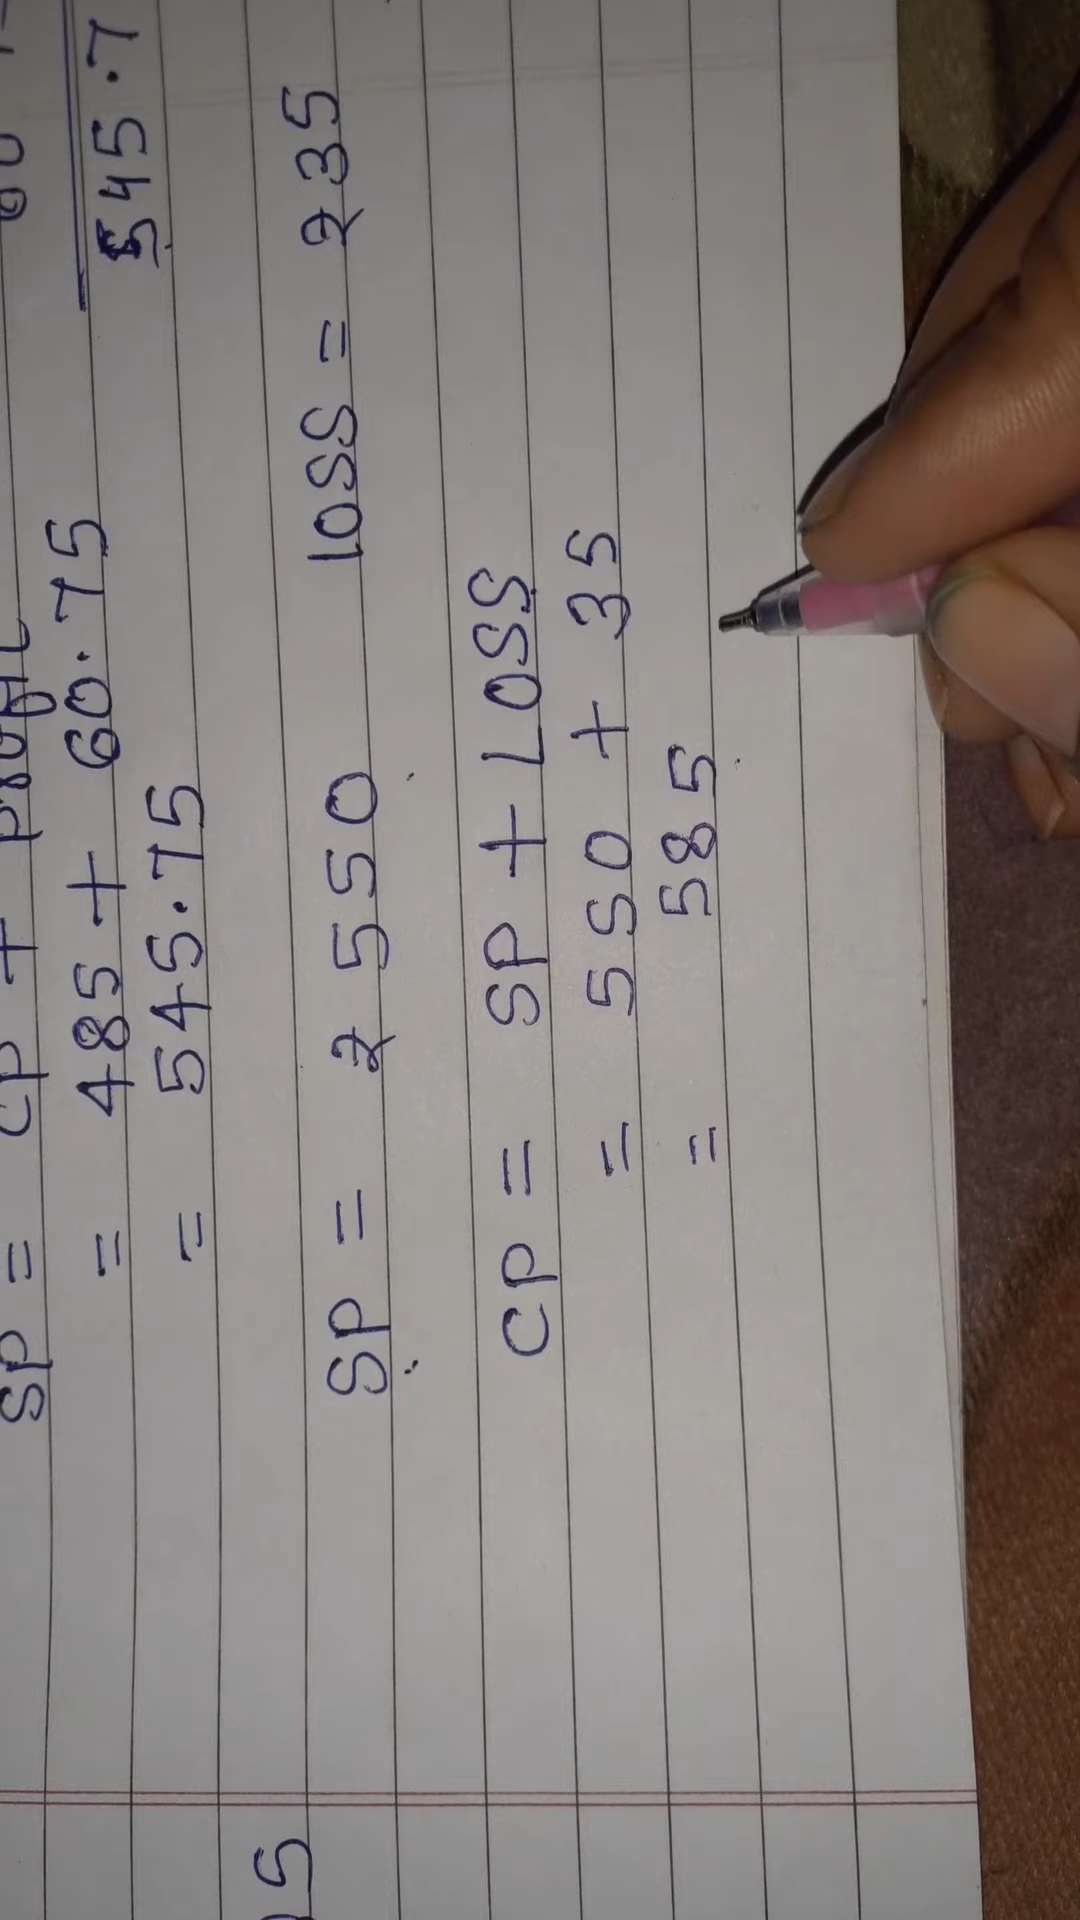 SP = CP + Profit
= 485 + 60.75
545.7
= 545.75
SP = ₹ 550 loss = ₹35
CP = SP + LOSS
= 550 + 35
= 585